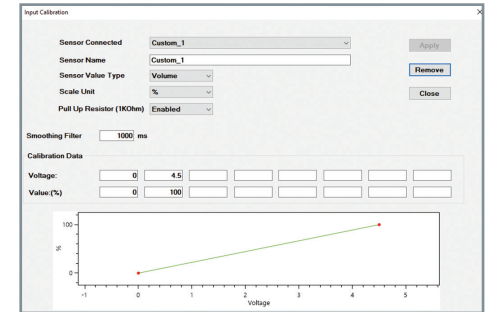 Input Calibration X
Sensor Connected Custom_1
Apply
Sensor Name Custom_1
Sensor Value Type Volume
Remove
Scale Unit %
Close
Pull Up Resistor (1KOhm) Enabled
Smoothing Filter 1000 ms
Calibration Data
Voltage: 0 4.5
Value:(%) 0 100
100
%
0
-1 0 1 2 3 4 5
Voltage